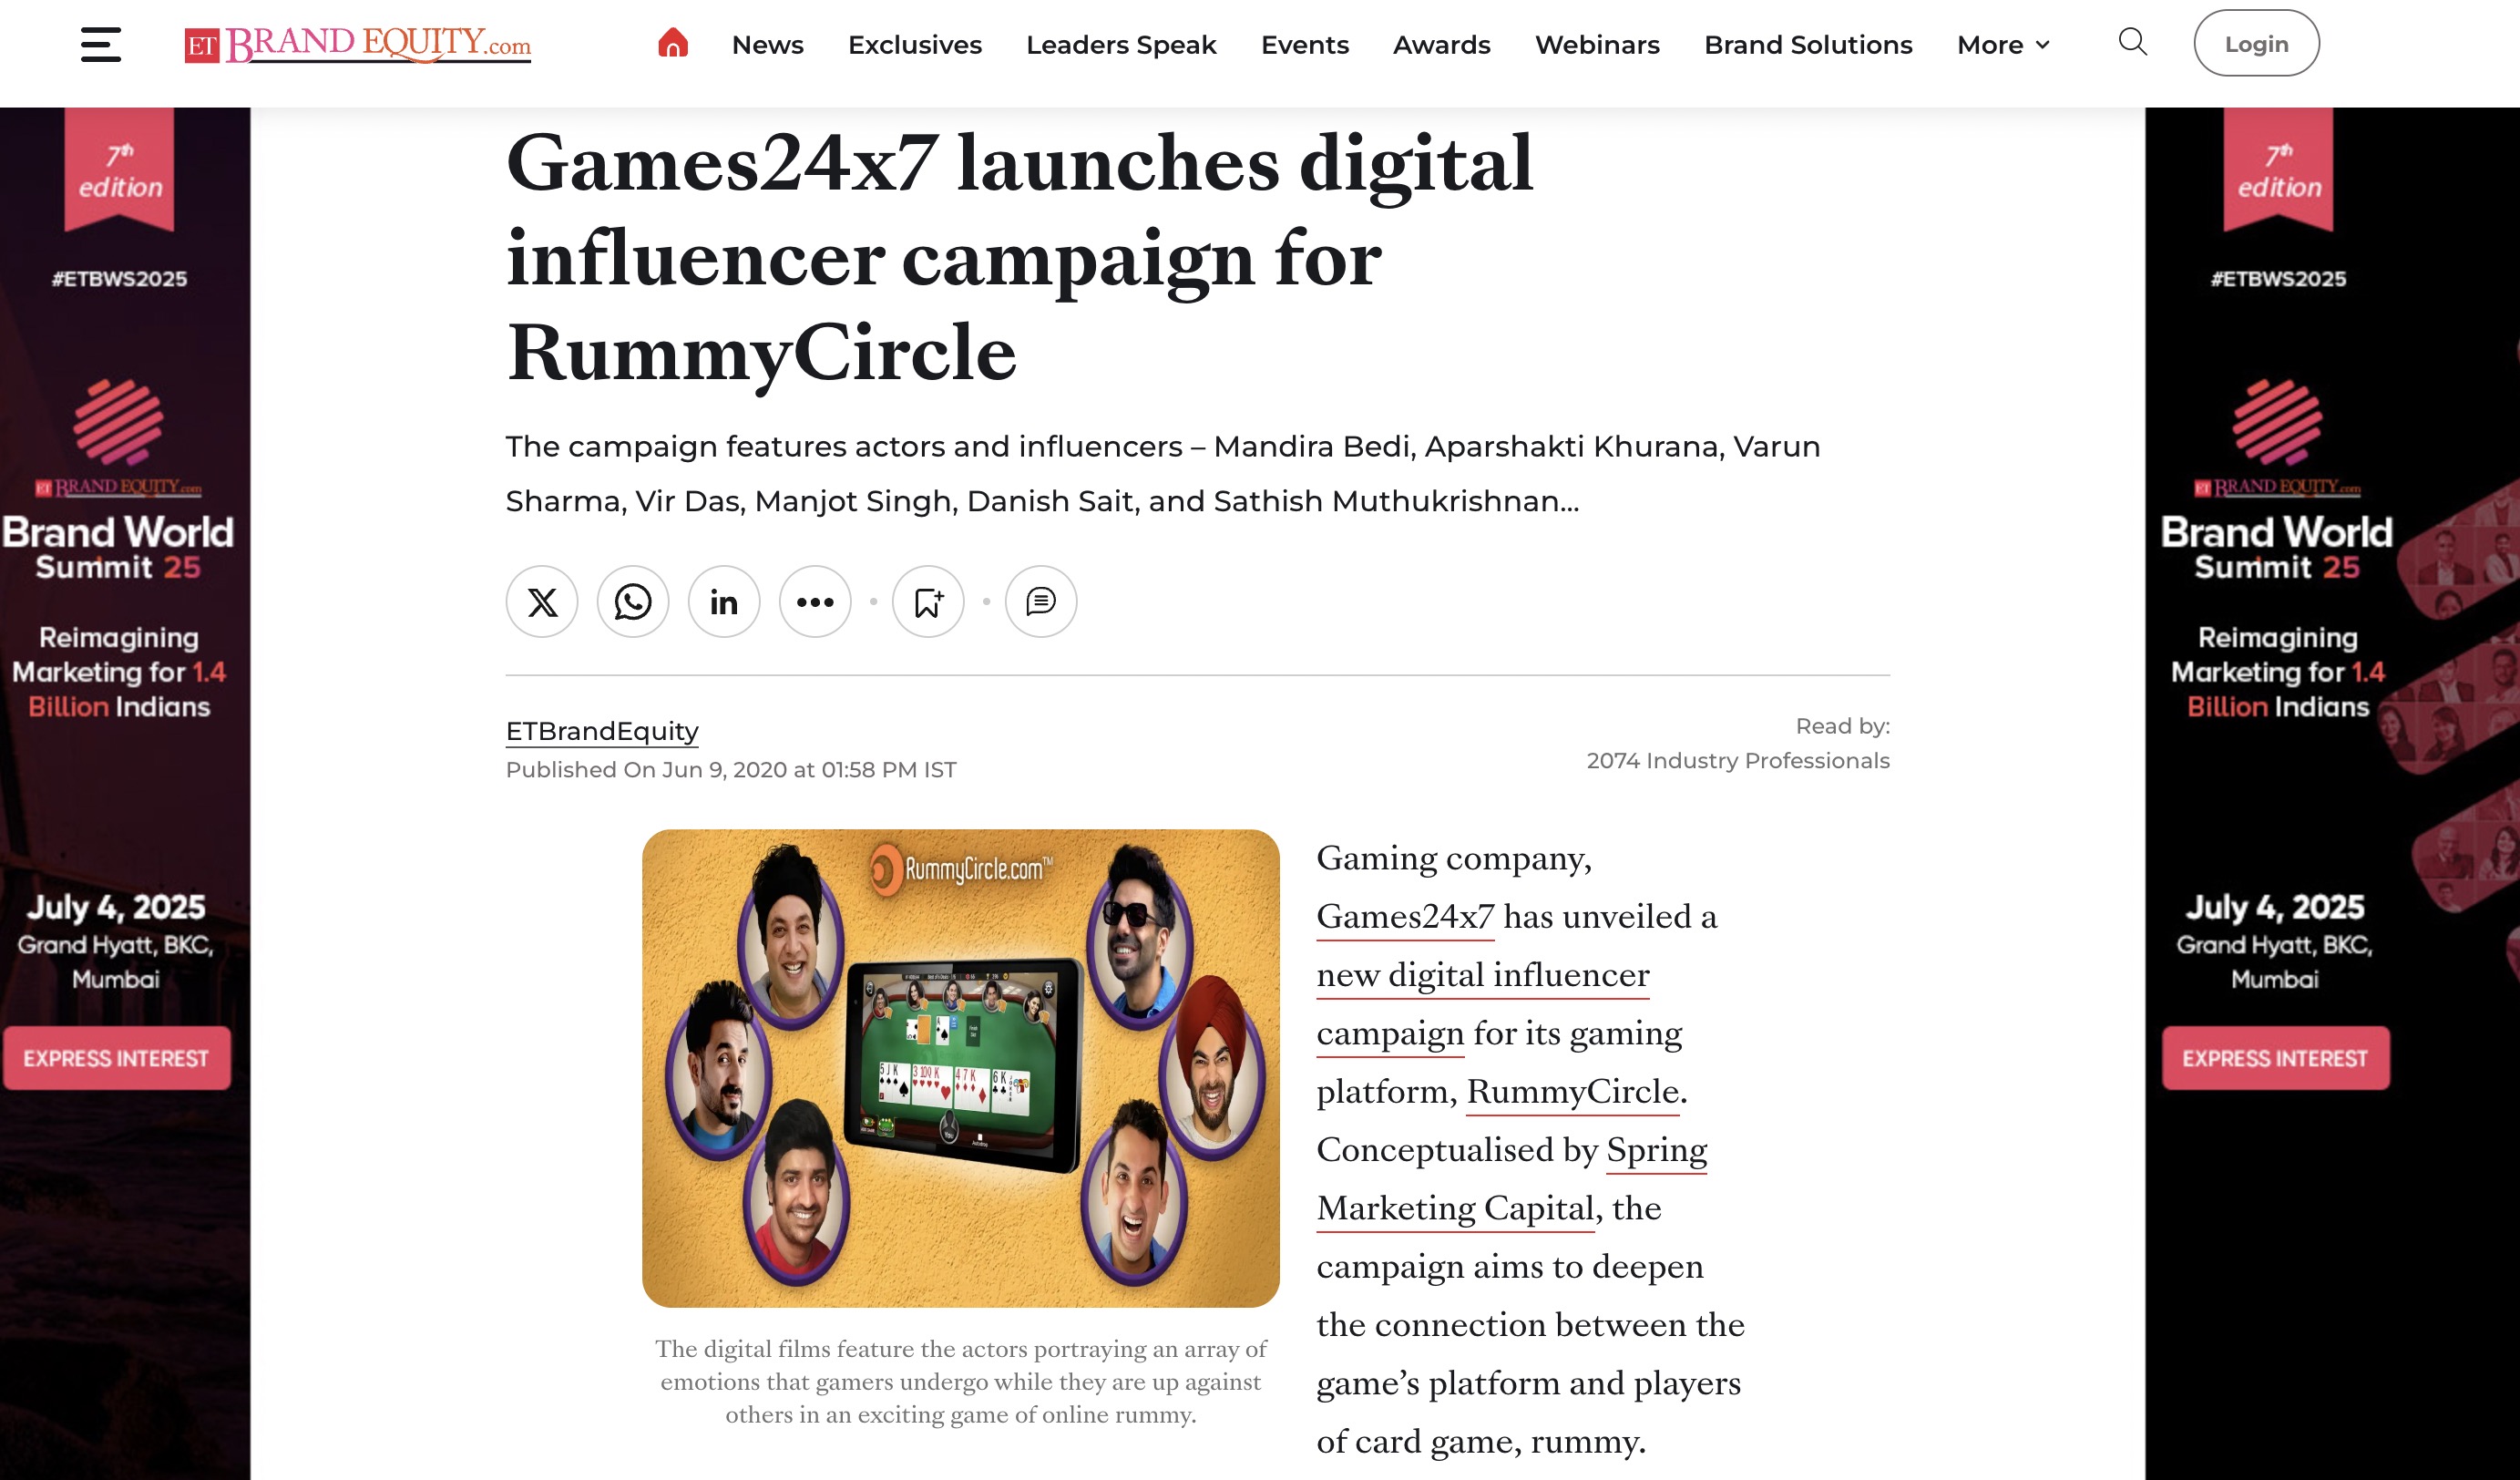 ET BRAND EQUITY.com
News Exclusives Leaders Speak Events Awards Webinars Brand Solutions More Login
Games24x7 launches digital
influencer campaign for
RummyCircle
The campaign features actors and influencers – Mandira Bedi, Aparshakti Khurana, Varun
Sharma, Vir Das, Manjot Singh, Danish Sait, and Sathish Muthukrishnan...
ETBrandEquity
Published On Jun 9, 2020 at 01:58 PM IST
Read by:
2074 Industry Professionals
RummyCircle.com™
5 J K 3 10 9 K 4 7 K 6 K
The digital films feature the actors portraying an array of
emotions that gamers undergo while they are up against
others in an exciting game of online rummy.
Gaming company,
Games24x7 has unveiled a
new digital influencer
campaign for its gaming
platform, RummyCircle.
Conceptualised by Spring
Marketing Capital, the
campaign aims to deepen
the connection between the
game’s platform and players
of card game, rummy.
7th
edition
#ETBWS2025
ET BRAND EQUITY.com
Brand World
Summit 25
Reimagining
Marketing for 1.4
Billion Indians
July 4, 2025
Grand Hyatt, BKC,
Mumbai
EXPRESS INTEREST
7th
edition
#ETBWS2025
ET BRAND EQUITY.com
Brand World
Summit 25
Reimagining
Marketing for 1.4
Billion Indians
July 4, 2025
Grand Hyatt, BKC,
Mumbai
EXPRESS INTEREST